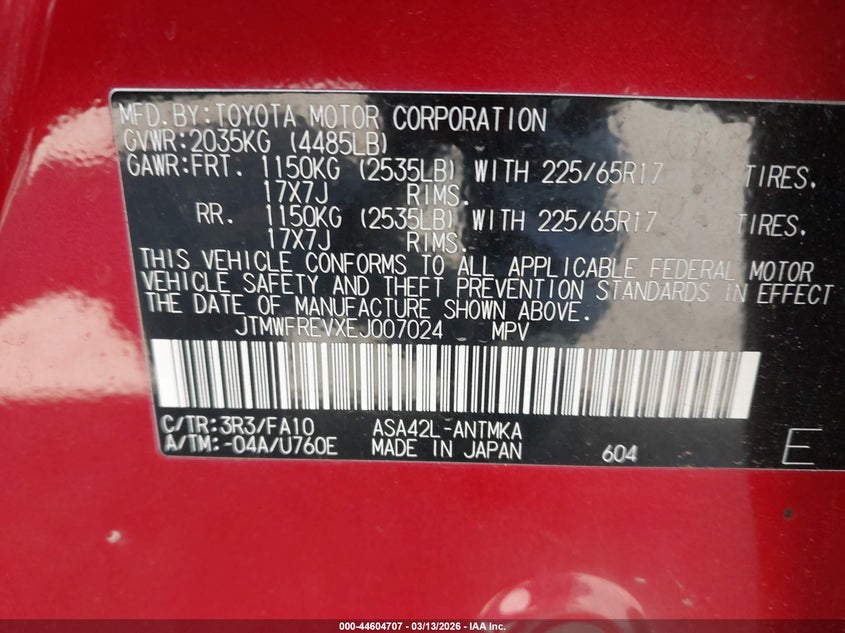 MFD.BY:TOYOTA MOTOR CORPORATION
GVWR:2035KG (4485LB)
GAWR:FRT. 1150KG (2535LB) WITH 225/65R17 TIRES.
17X7J RIMS.
RR. 1150KG (2535LB) WITH 225/65R17 TIRES.
17X7J RIMS.
THIS VEHICLE CONFORMS TO ALL APPLICABLE FEDERAL MOTOR
VEHICLE SAFETY AND THEFT PREVENTION STANDARDS IN EFFECT
THE DATE OF MANUFACTURE SHOWN ABOVE.
JTMWFREVXEJ007024 MPV
C/TR:3R3/FA10 ASA42L-ANTMKA
A/TM:-04A/U760E MADE IN JAPAN 604 E
000-44604707 - 03/13/2026 - ASA - IAA Inc.